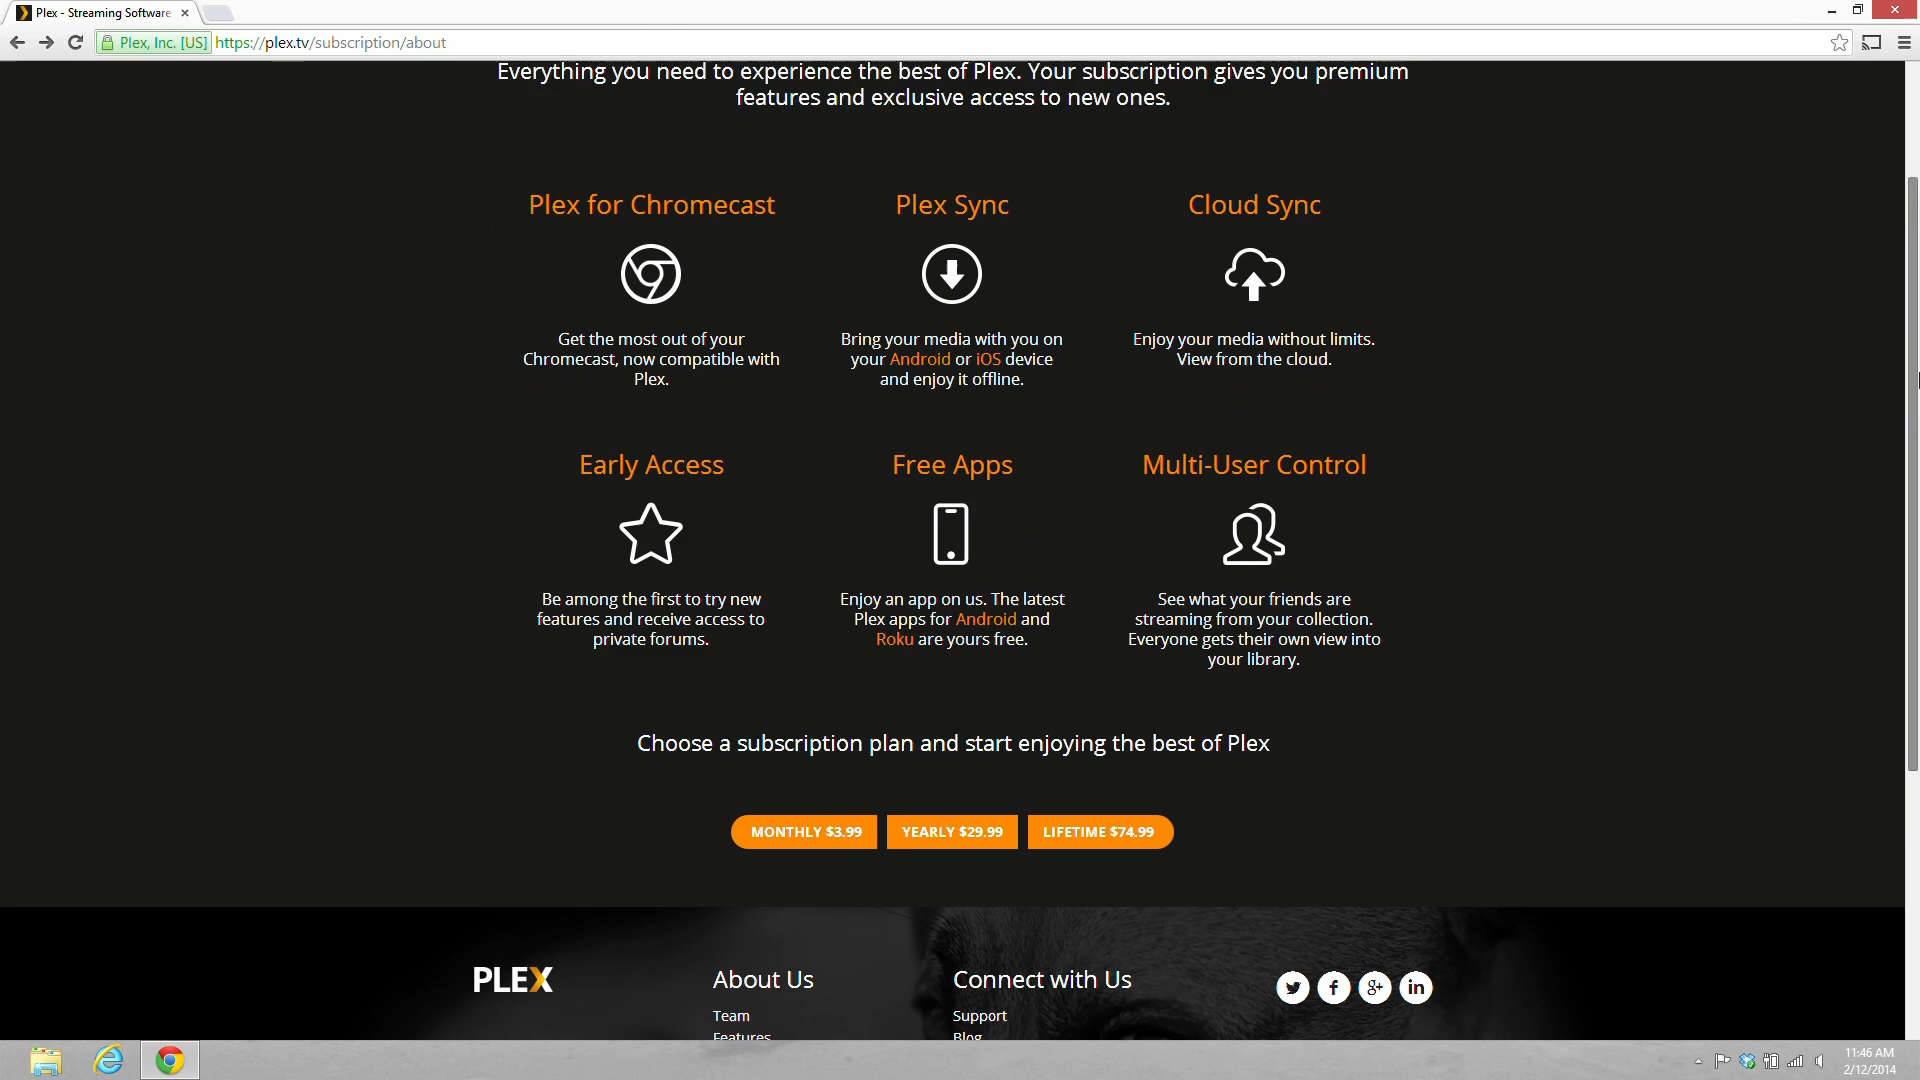 Plex - Streaming Software
Plex, Inc. [US] https://plex.tv/subscription/about
Everything you need to experience the best of Plex. Your subscription gives you premium
features and exclusive access to new ones.
Plex for Chromecast
Get the most out of your
Chromecast, now compatible with
Plex.
Plex Sync
Bring your media with you on
your Android or iOS device
and enjoy it offline.
Cloud Sync
Enjoy your media without limits.
View from the cloud.
Early Access
Be among the first to try new
features and receive access to
private forums.
Free Apps
Enjoy an app on us. The latest
Plex apps for Android and
Roku are yours free.
Multi-User Control
See what your friends are
streaming from your collection.
Everyone gets their own view into
your library.
Choose a subscription plan and start enjoying the best of Plex
MONTHLY $3.99
YEARLY $29.99
LIFETIME $74.99
PLEX
About Us
Team
Features
Connect with Us
Support
Blog
11:46 AM
2/12/2014